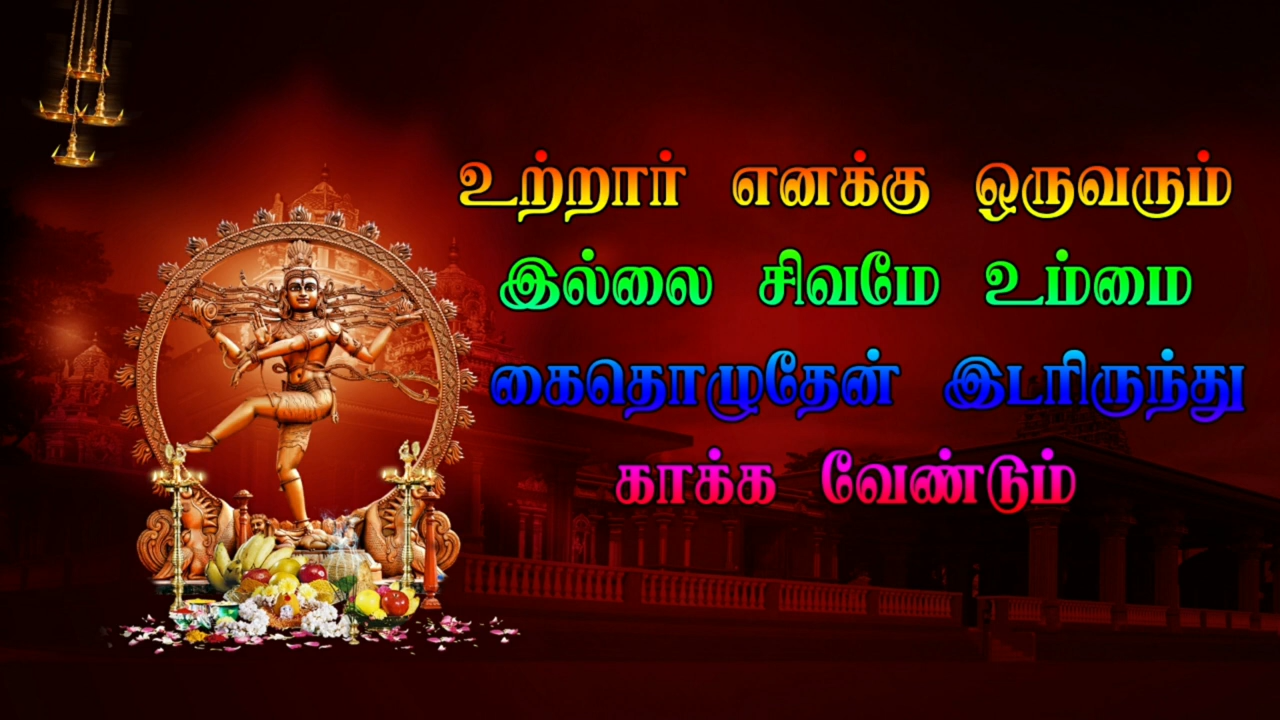 உற்றார் எனக்கு ஒருவரும்
இல்லை சிவமே உம்மை
கைதொழுதேன் இடரிருந்து
காக்க வேண்டும்